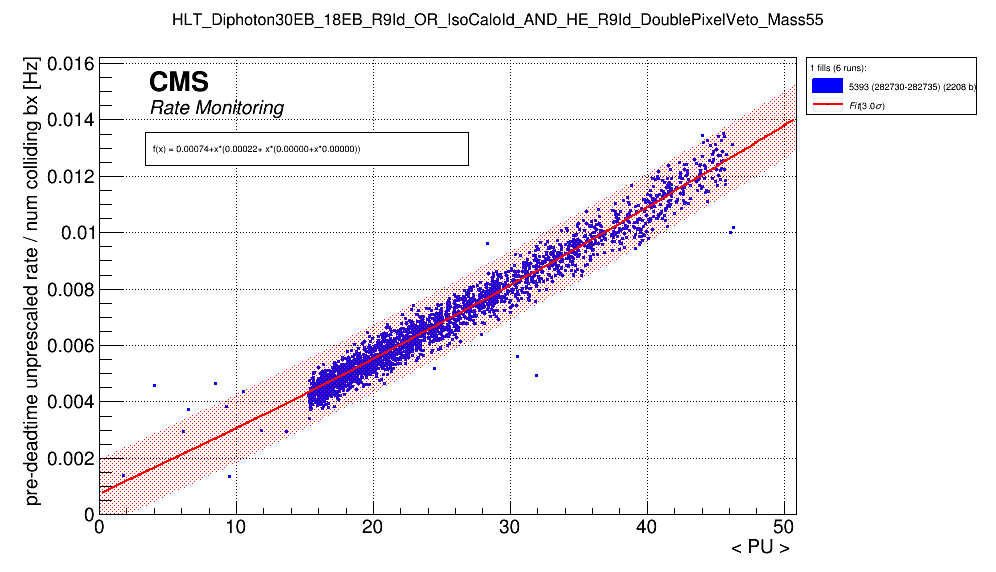 HLT_Diphoton30EB_18EB_R9Id_OR_IsoCaloId_AND_HE_R9Id_DoublePixelVeto_Mass55
pre-deadtime unprescaled rate / num colliding bx [Hz]
CMS
Rate Monitoring
f(x) = 0.00074+x*(0.00022+ x*(0.00000+x*0.00000))
1 fills (6 runs):
5393 (282730-282735) (2208 b)
Fit(3.0σ)
0.016
0.014
0.012
0.01
0.008
0.006
0.004
0.002
0
0 10 20 30 40 50
< PU >